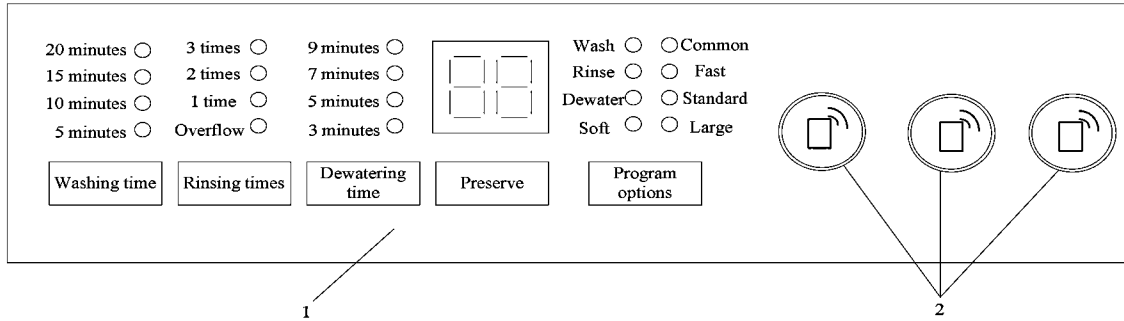 20 minutes
15 minutes
10 minutes
5 minutes
3 times
2 times
1 time
Overflow
9 minutes
7 minutes
5 minutes
3 minutes
88
Wash
Rinse
Dewater
Soft
Common
Fast
Standard
Large
Washing time
Rinsing times
Dewatering
time
Preserve
Program
options
1
2